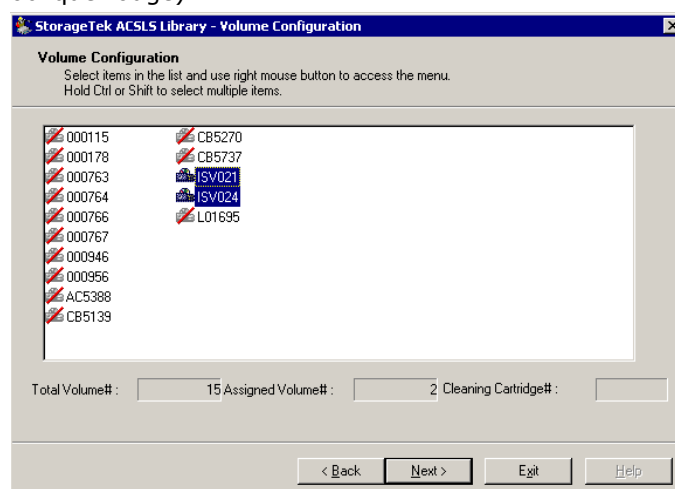 StorageTek ACSLS Library - Volume Configuration
Volume Configuration
Select items in the list and use right mouse button to access the menu.
Hold Ctrl or Shift to select multiple items.
000115
000178
000763
000764
000766
000767
000946
000956
AC5388
CB5139
CB5270
CB5737
ISV021
ISV024
L01695
Total Volume# : 15 Assigned Volume# : 2 Cleaning Cartridge# :
< Back Next > Exit Help